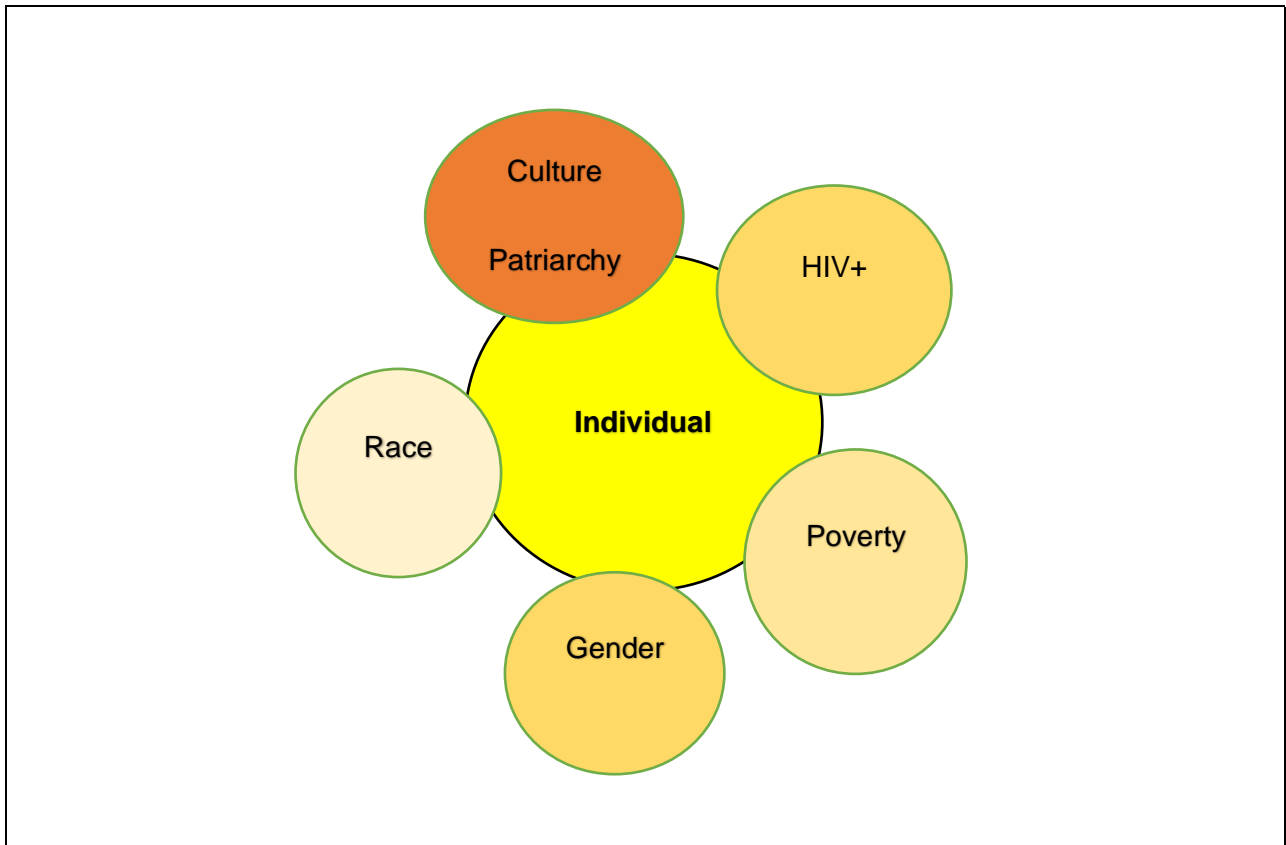 Culture
Patriarchy
HIV+
Individual
Race
Poverty
Gender